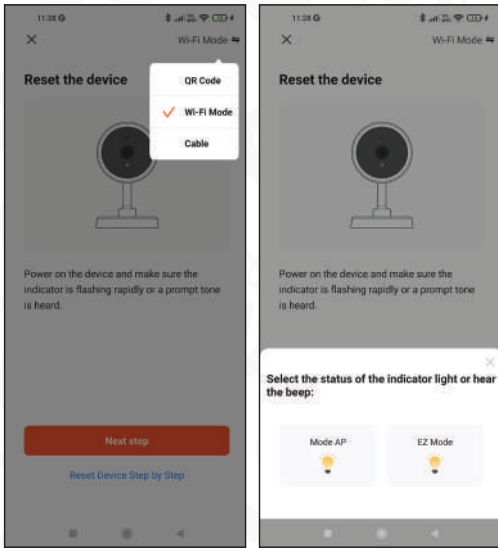 11:28 G
Wi-Fi Mode
Reset the device
QR Code
Wi-Fi Mode
Cable
Power on the device and make sure the
indicator is flashing rapidly or a prompt tone
is heard.
Next step
Reset Device Step by Step
11:28 G
Wi-Fi Mode
Reset the device
Power on the device and make sure the
indicator is flashing rapidly or a prompt tone
is heard.
Select the status of the indicator light or hear
the beep:
Mode AP
EZ Mode